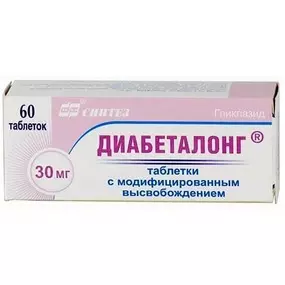 60
таблеток
СИНТЕЗ
Гликлазид
ДИАБЕТАЛОНГ®
30 мг
таблетки
с модифицированным
высвобождением